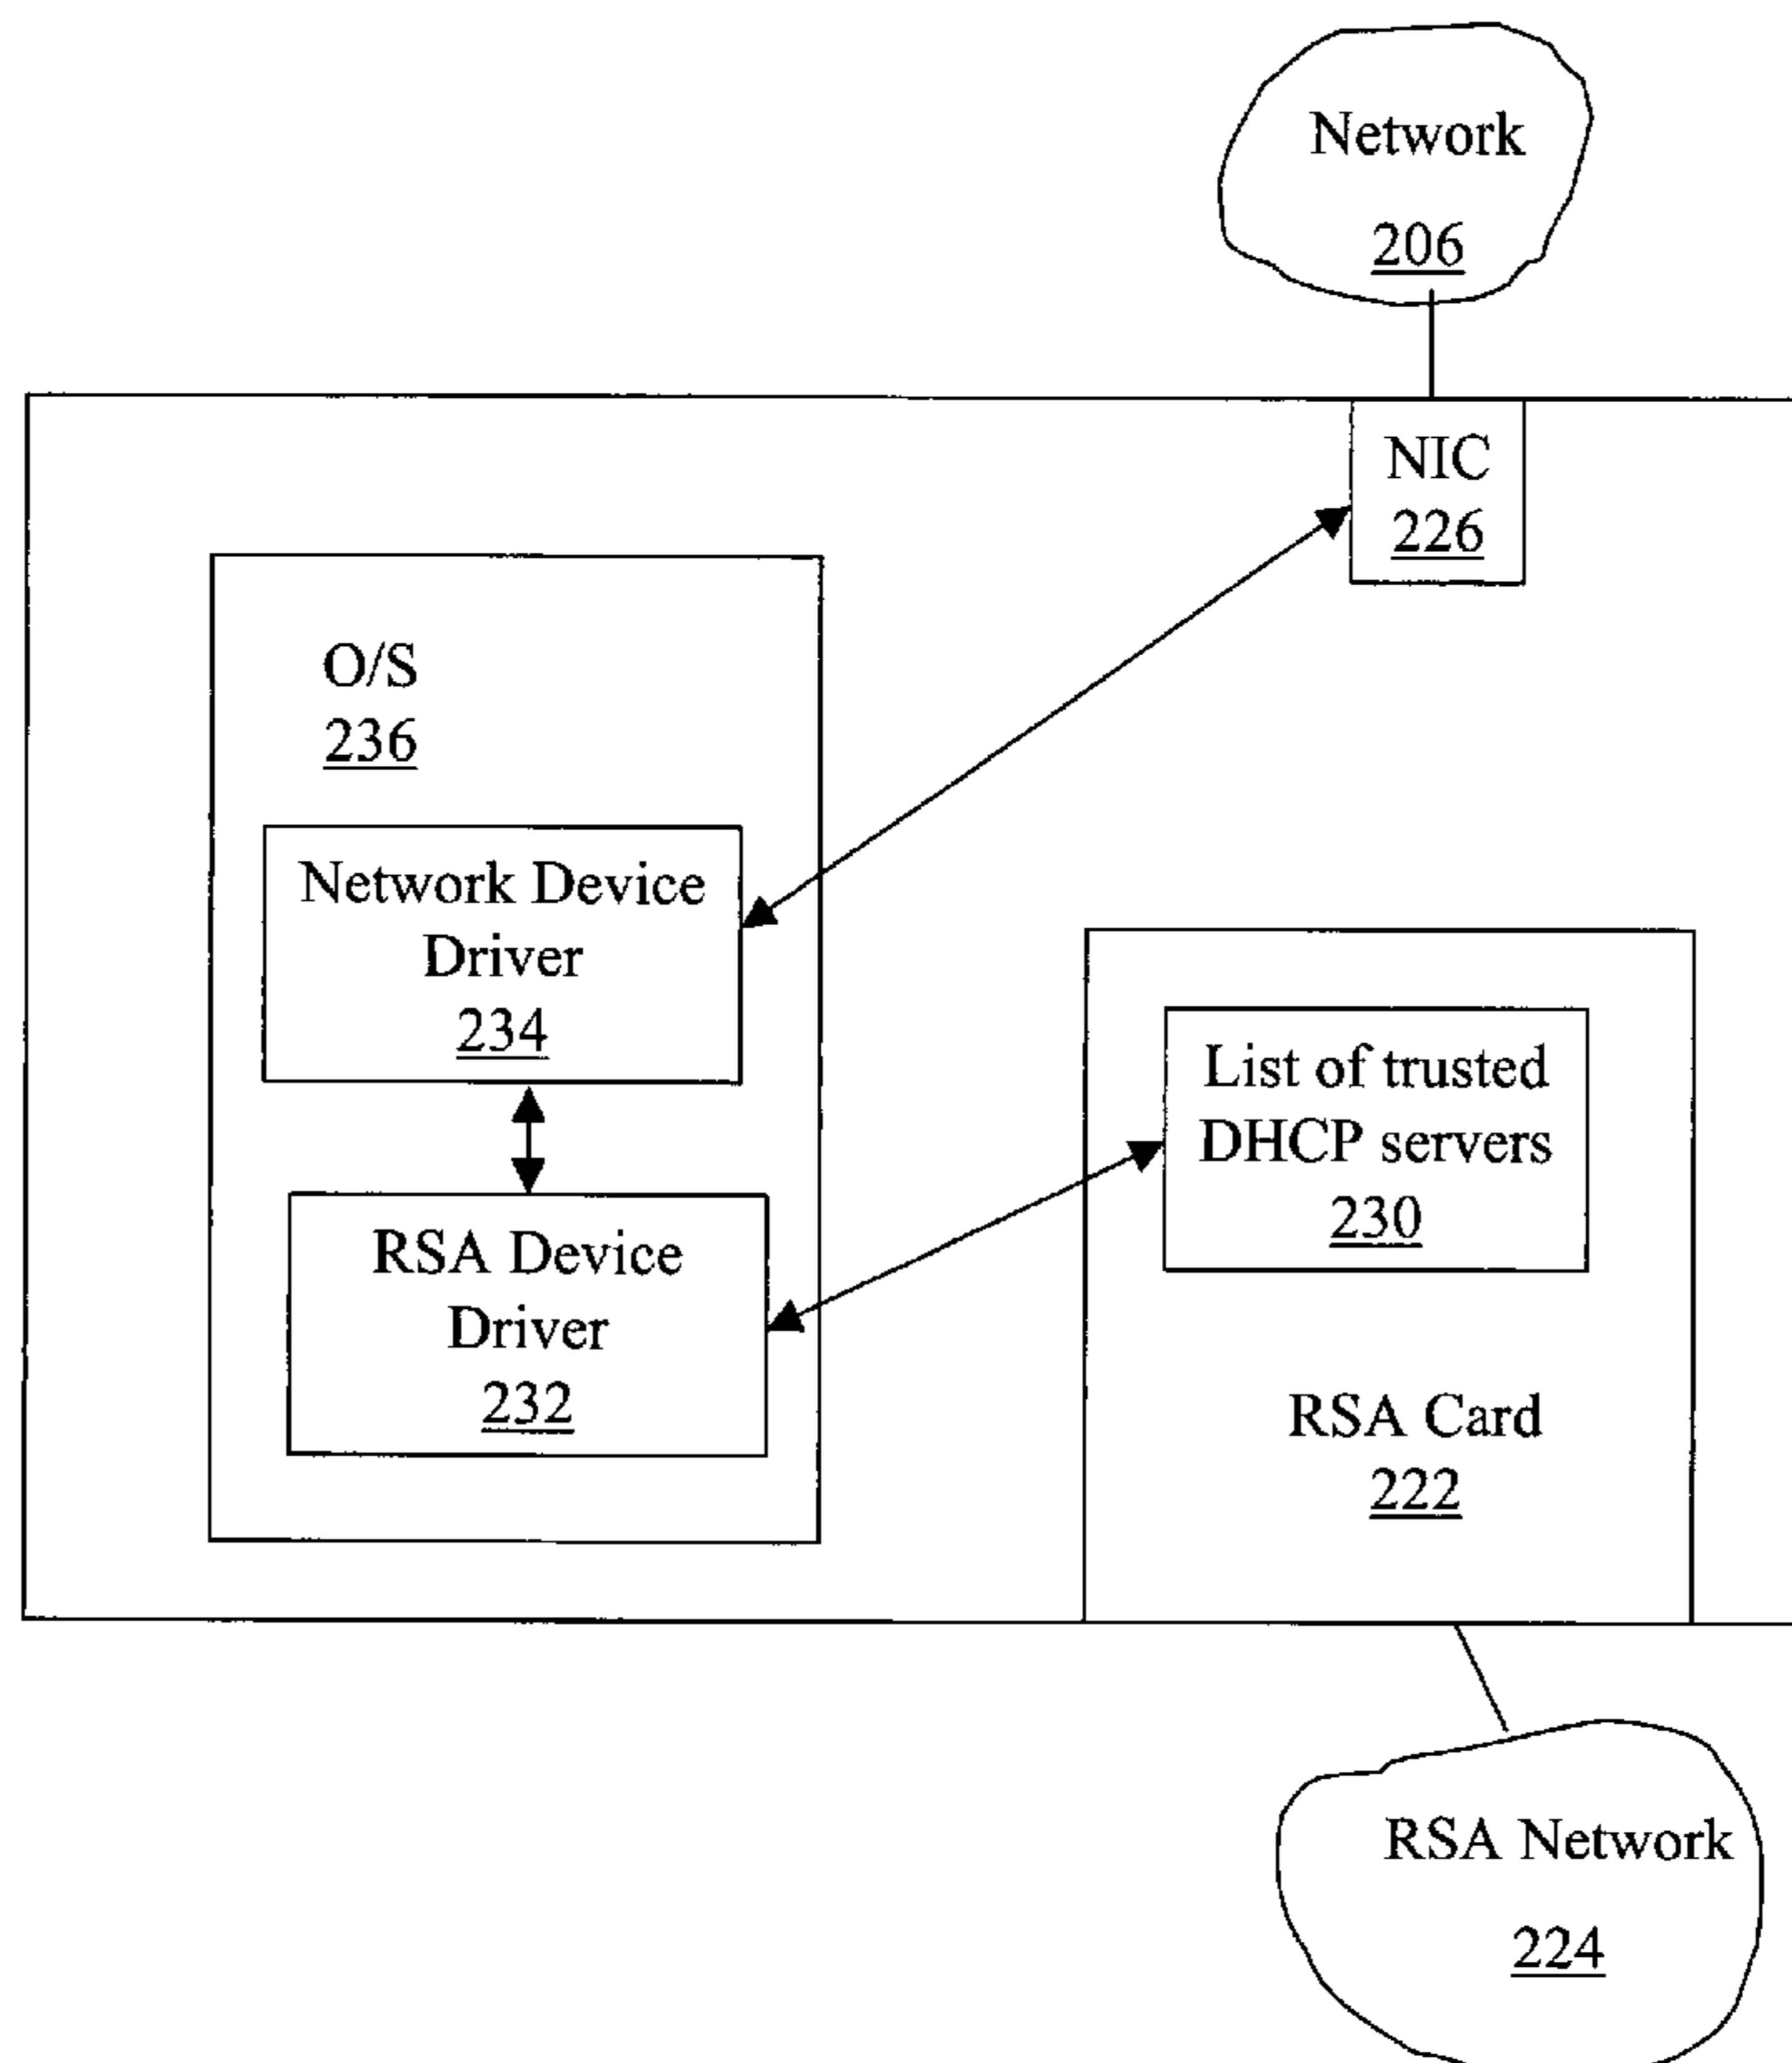 Network
206
NIC
226
O/S
236
Network Device
Driver
234
List of trusted
DHCP servers
230
RSA Device
Driver
232
RSA Card
222
RSA Network
224